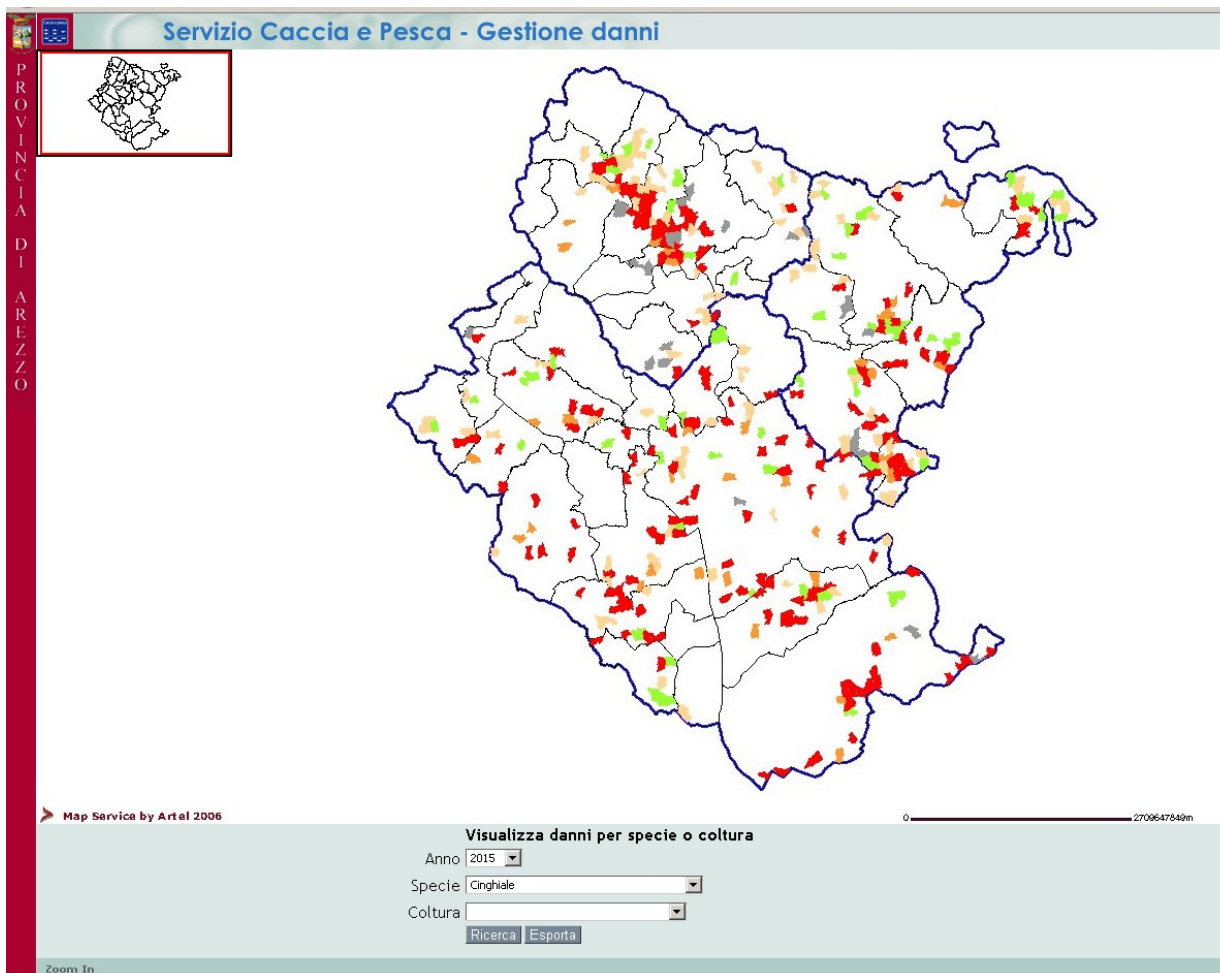 Servizio Caccia e Pesca - Gestione danni
PROVINCIA DI AREZZO
Map Service by Artel 2006
0
2709647849m
Visualizza danni per specie o coltura
Anno 2015
Specie Cinghiale
Coltura
Ricerca Esporta
Zoom In